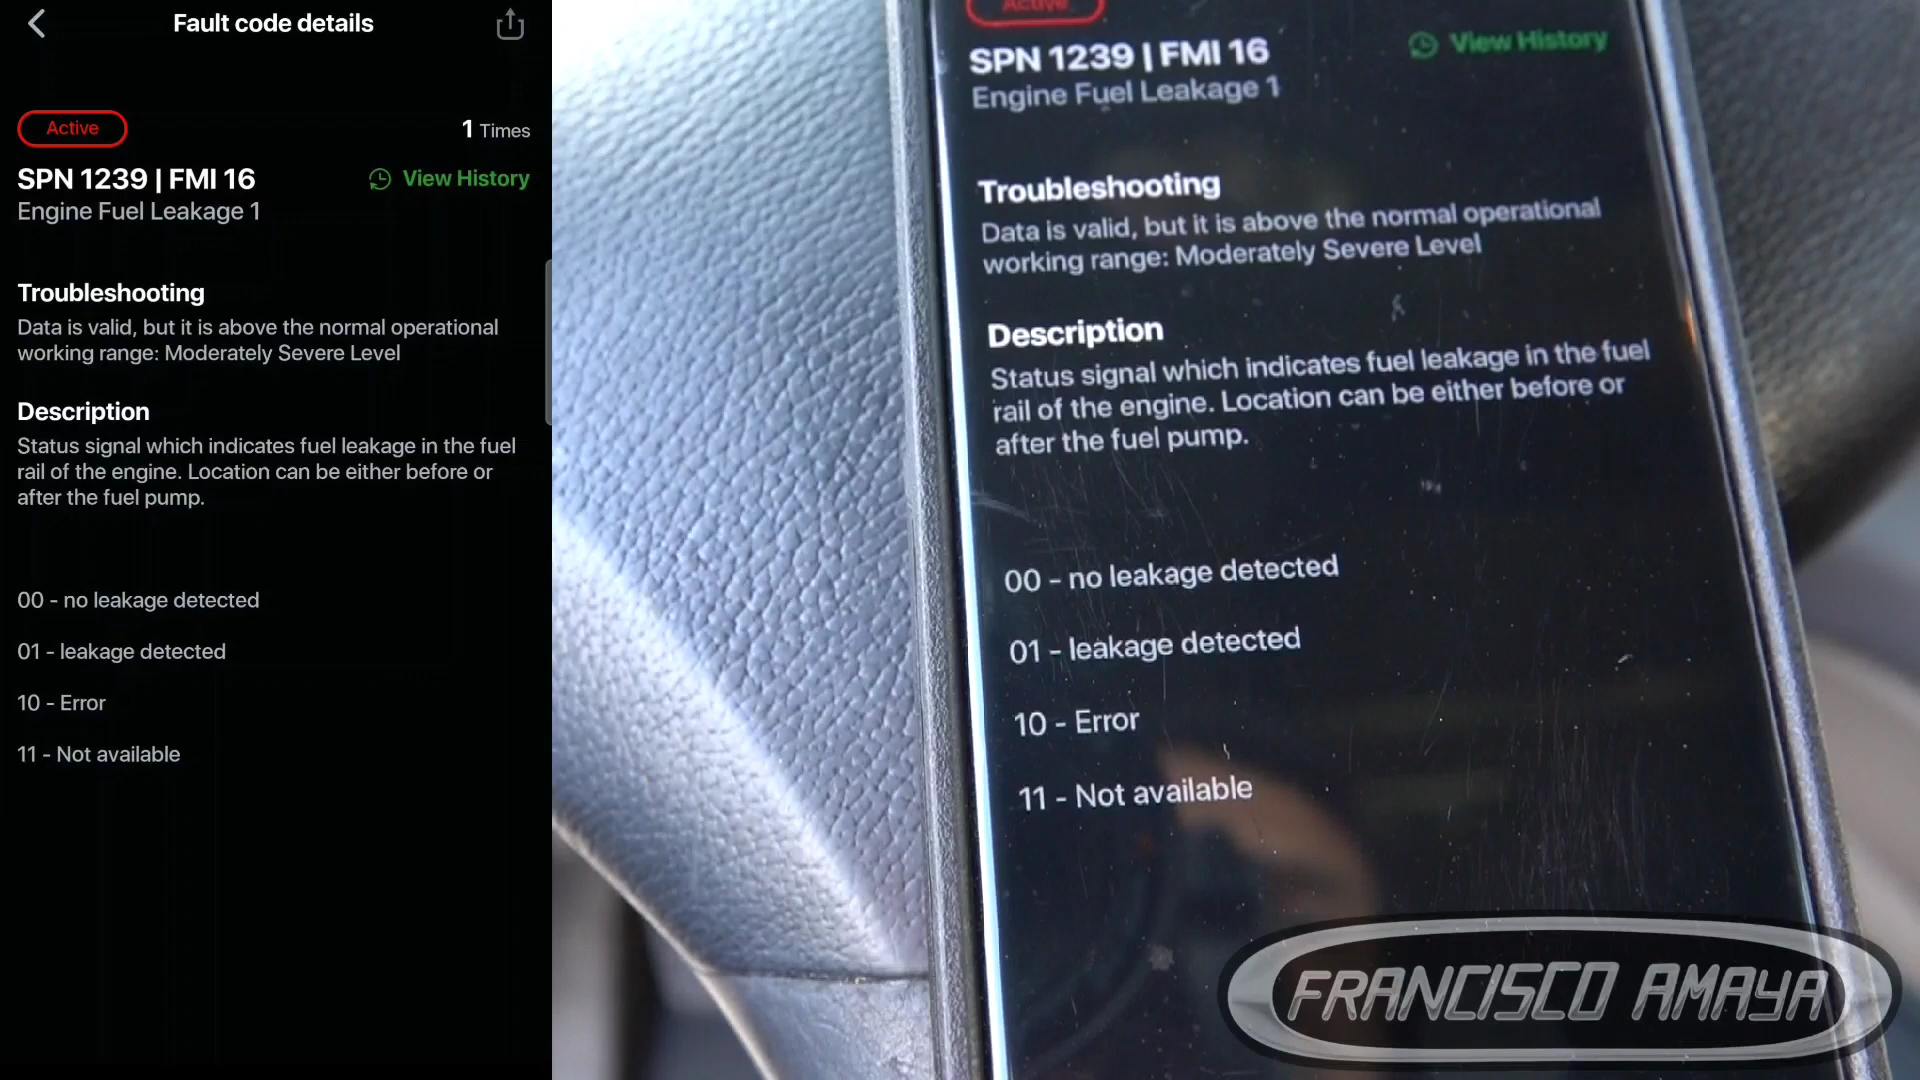 Fault code details
Active
1 Times
SPN 1239 | FMI 16
View History
Engine Fuel Leakage 1
Troubleshooting
Data is valid, but it is above the normal operational
working range: Moderately Severe Level
Description
Status signal which indicates fuel leakage in the fuel
rail of the engine. Location can be either before or
after the fuel pump.
00 - no leakage detected
01 - leakage detected
10 - Error
11 - Not available
Active
SPN 1239 | FMI 16
View History
Engine Fuel Leakage 1
Troubleshooting
Data is valid, but it is above the normal operational
working range: Moderately Severe Level
Description
Status signal which indicates fuel leakage in the fuel
rail of the engine. Location can be either before or
after the fuel pump.
00 - no leakage detected
01 - leakage detected
10 - Error
11 - Not available
FRANCISCO AMAYA